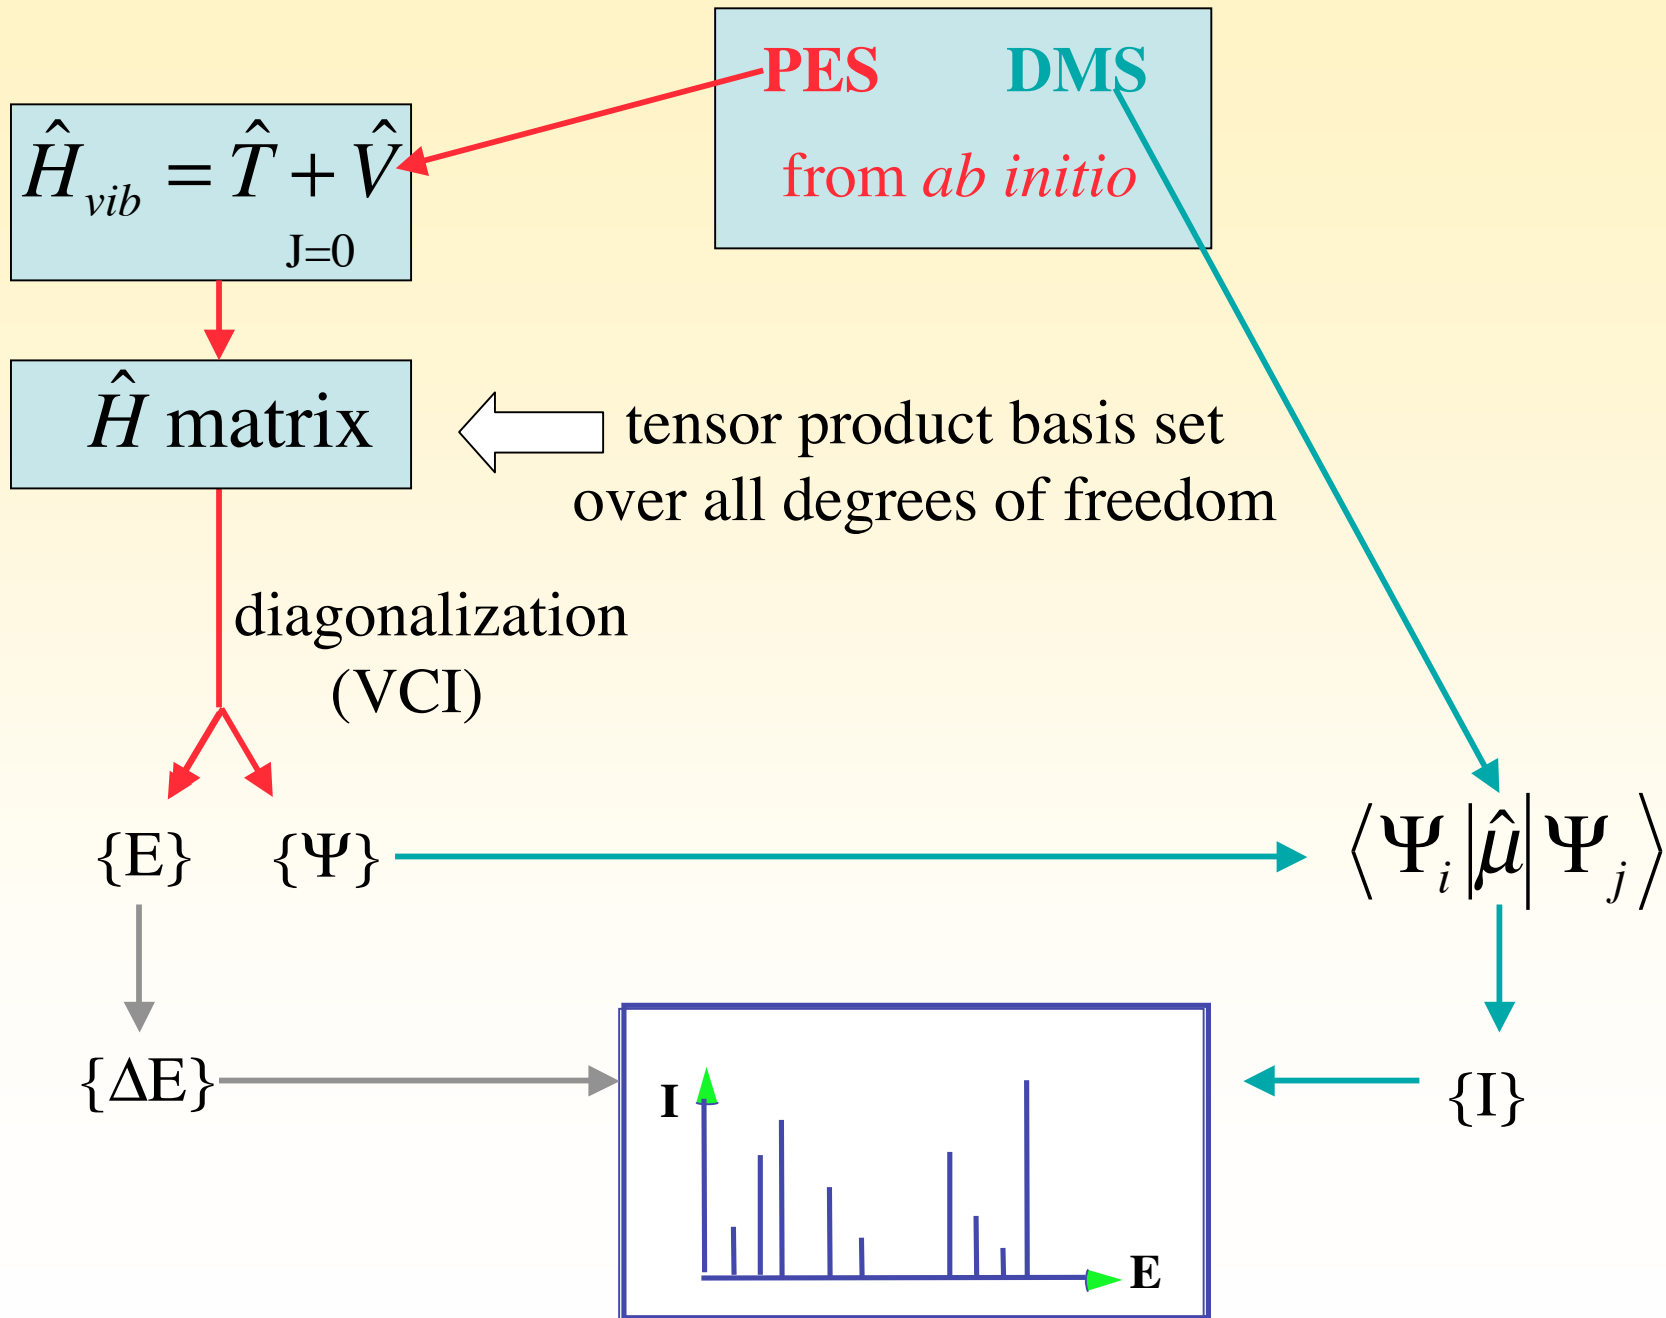 PES DMS
from ab initio
Ĥvib = T̂ + V̂
J=0
Ĥ matrix
tensor product basis set
over all degrees of freedom
diagonalization
(VCI)
{E} {Ψ}
⟨Ψi|μ̂|Ψj⟩
{ΔE}
{I}
I
E